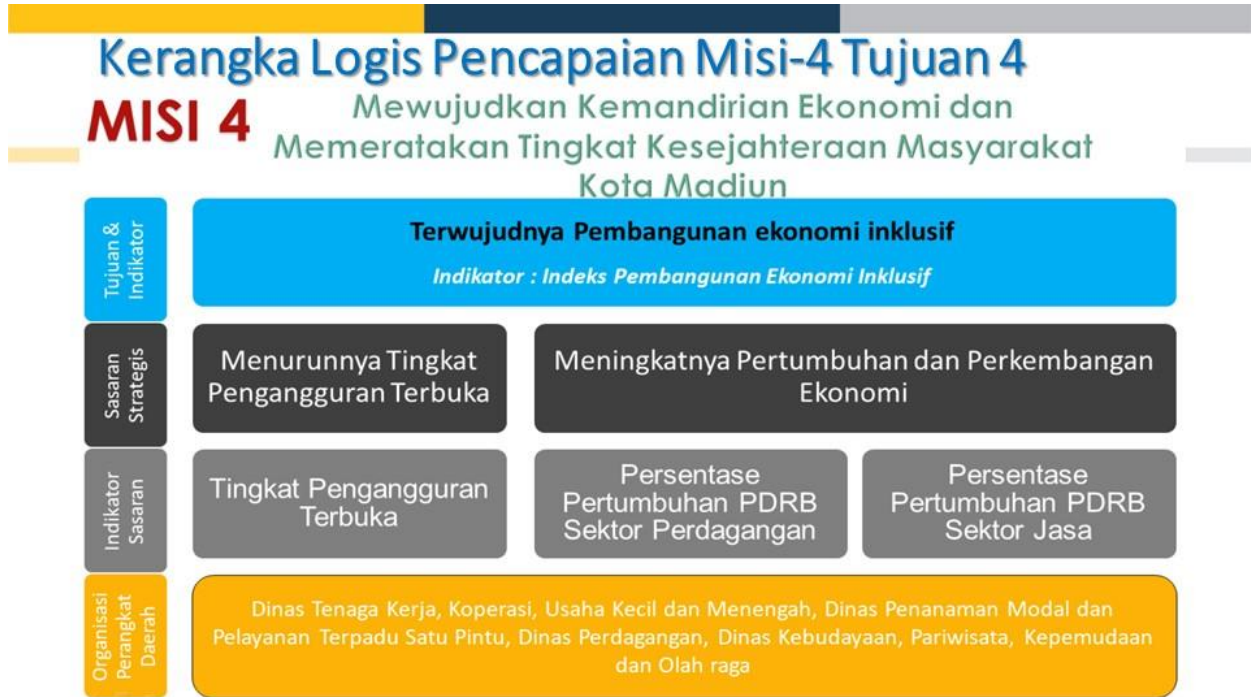 Kerangka Logis Pencapaian Misi-4 Tujuan 4
MISI 4
Mewujudkan Kemandirian Ekonomi dan
Memeratakan Tingkat Kesejahteraan Masyarakat
Kota Madiun
Tujuan &
Indikator
Terwujudnya Pembangunan ekonomi inklusif
Indikator : Indeks Pembangunan Ekonomi Inklusif
Sasaran
Strategis
Menurunnya Tingkat
Pengangguran Terbuka
Meningkatnya Pertumbuhan dan Perkembangan
Ekonomi
Indikator
Sasaran
Tingkat Pengangguran
Terbuka
Persentase
Pertumbuhan PDRB
Sektor Perdagangan
Persentase
Pertumbuhan PDRB
Sektor Jasa
Organisasi
Perangkat
Daerah
Dinas Tenaga Kerja, Koperasi, Usaha Kecil dan Menengah, Dinas Penanaman Modal dan
Pelayanan Terpadu Satu Pintu, Dinas Perdagangan, Dinas Kebudayaan, Pariwisata, Kepemudaan
dan Olah raga